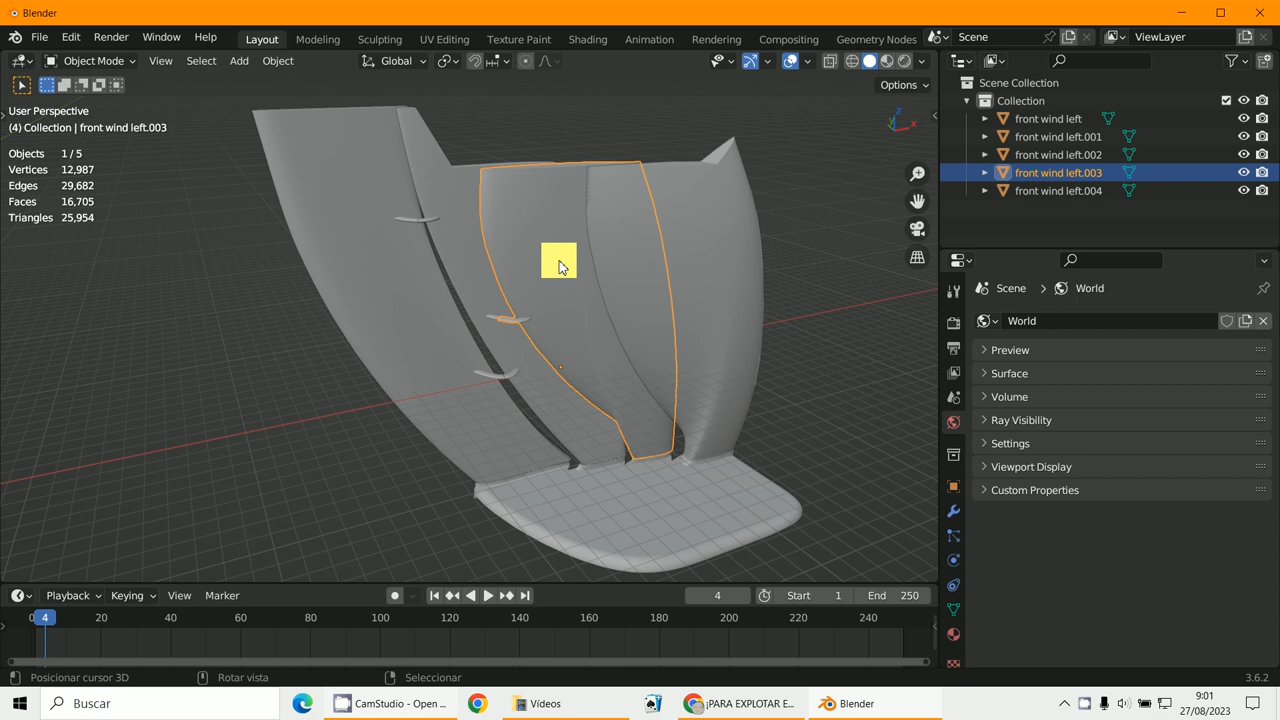 Blender
File Edit Render Window Help
Layout Modeling Sculpting UV Editing Texture Paint Shading Animation Rendering Compositing Geometry Nodes
Scene
ViewLayer
Object Mode View Select Add Object
Global
Options
User Perspective
(4) Collection | front wind left.003
Objects 1 / 5
Vertices 12,987
Edges 29,682
Faces 16,705
Triangles 25,954
Z
Y
X
Scene Collection
Collection
front wind left
front wind left.001
front wind left.002
front wind left.003
front wind left.004
Scene > World
World
Preview
Surface
Volume
Ray Visibility
Settings
Viewport Display
Custom Properties
Playback Keying View Marker
4
Start 1
End 250
0 4 20 40 60 80 100 120 140 160 180 200 220 240
Posicionar cursor 3D Rotar vista Seleccionar
3.6.2
Buscar
CamStudio - Open ...
Vídeos
¡PARA EXPLOTAR E...
Blender
9:01
27/08/2023